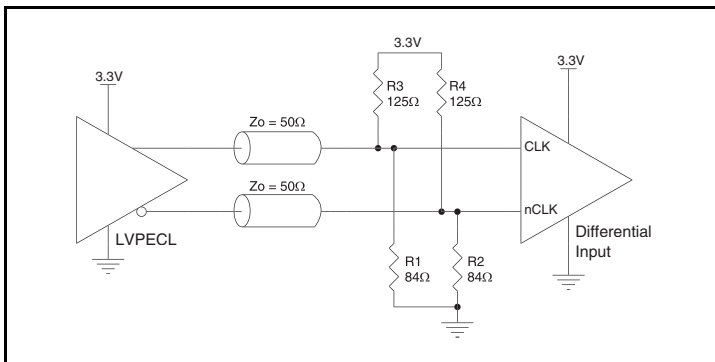 3.3V
3.3V
3.3V
R3
125Ω
R4
125Ω
Zo = 50Ω
CLK
Zo = 50Ω
nCLK
LVPECL
Differential
Input
R1
84Ω
R2
84Ω